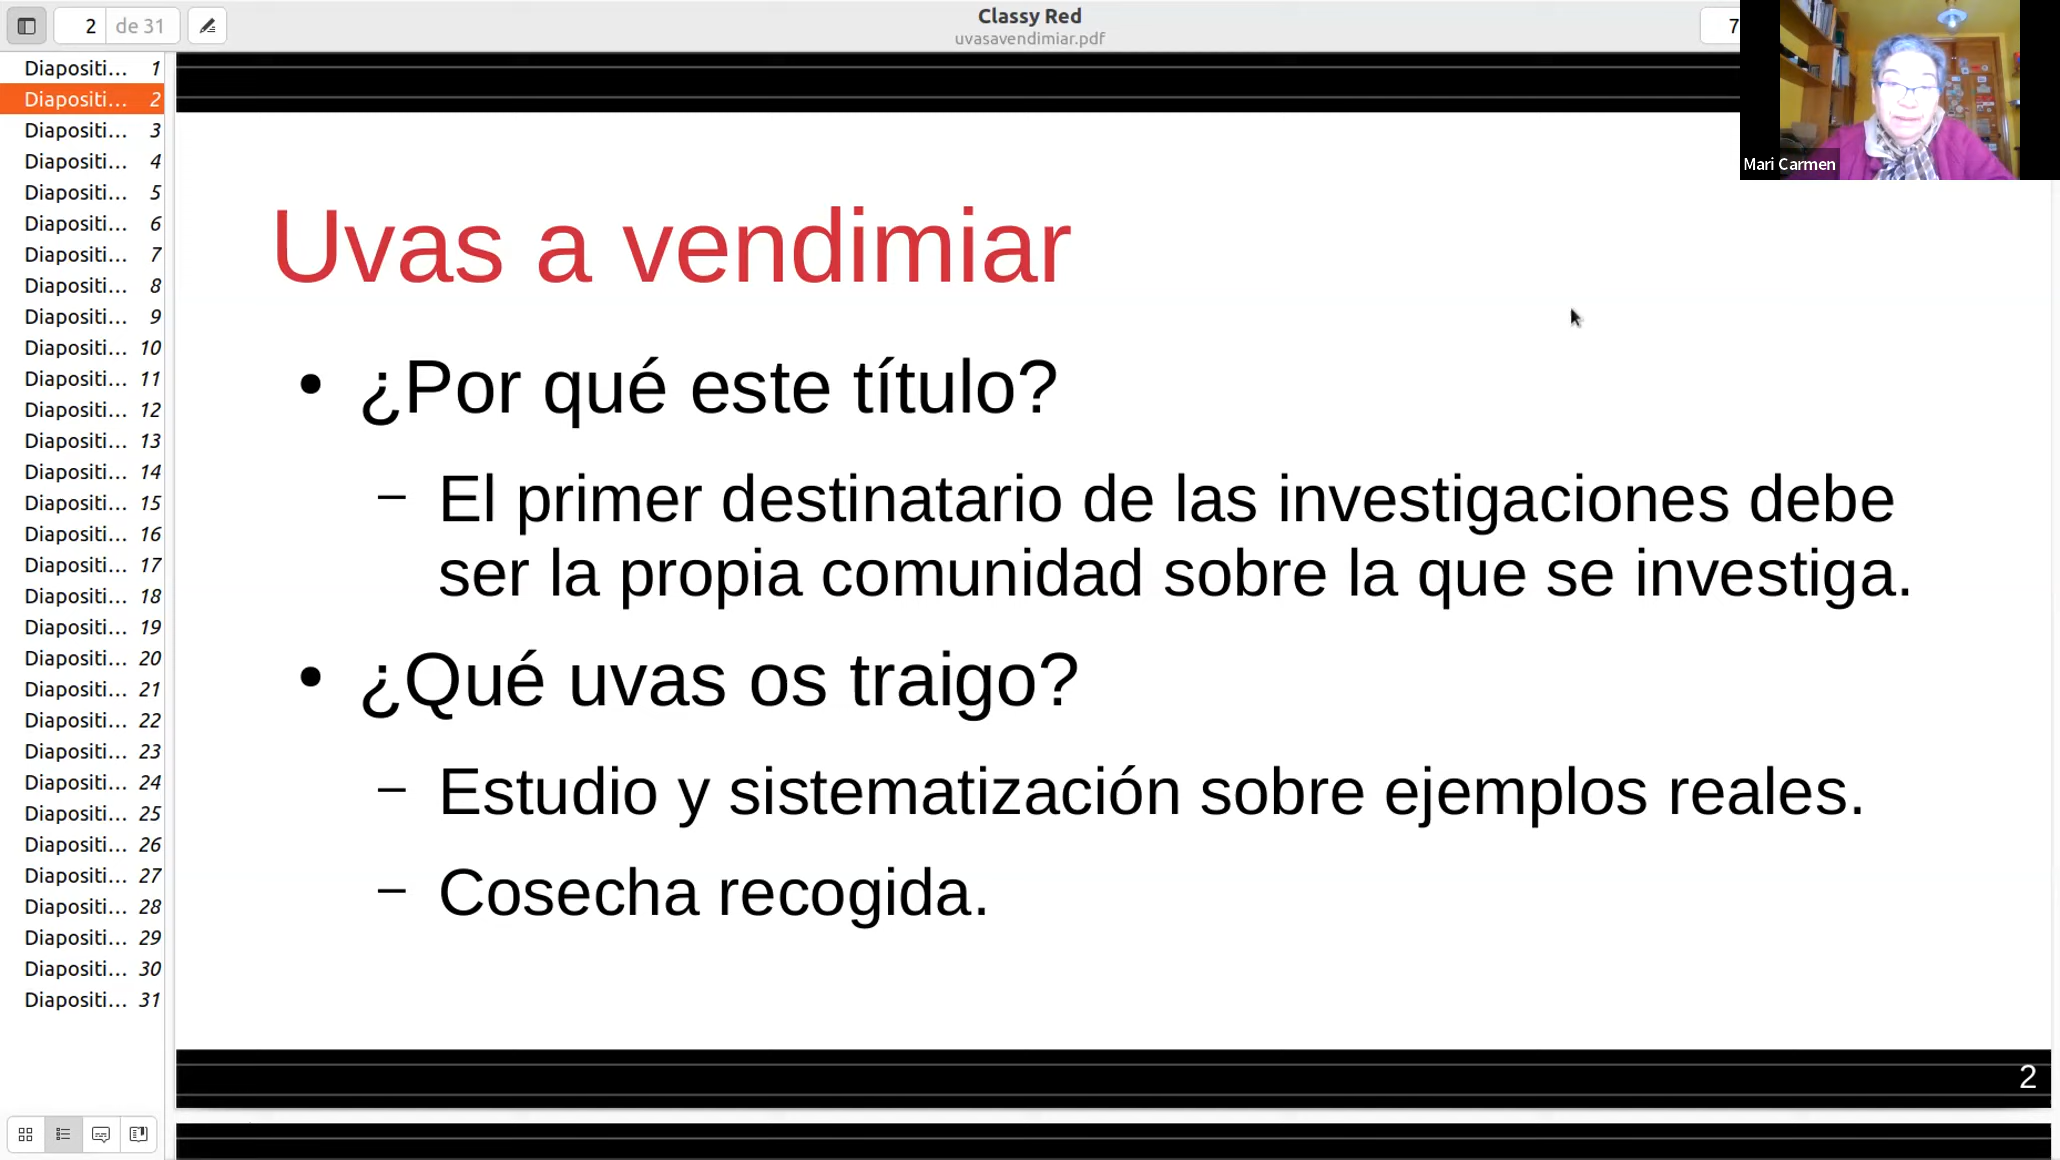 2 de 31
Classy Red
uvasavendimiar.pdf
7
Mari Carmen
Diapositi... 1
Diapositi... 2
Diapositi... 3
Diapositi... 4
Diapositi... 5
Diapositi... 6
Diapositi... 7
Diapositi... 8
Diapositi... 9
Diapositi... 10
Diapositi... 11
Diapositi... 12
Diapositi... 13
Diapositi... 14
Diapositi... 15
Diapositi... 16
Diapositi... 17
Diapositi... 18
Diapositi... 19
Diapositi... 20
Diapositi... 21
Diapositi... 22
Diapositi... 23
Diapositi... 24
Diapositi... 25
Diapositi... 26
Diapositi... 27
Diapositi... 28
Diapositi... 29
Diapositi... 30
Diapositi... 31
Uvas a vendimiar
• ¿Por qué este título?
– El primer destinatario de las investigaciones debe
ser la propia comunidad sobre la que se investiga.
• ¿Qué uvas os traigo?
– Estudio y sistematización sobre ejemplos reales.
– Cosecha recogida.
2